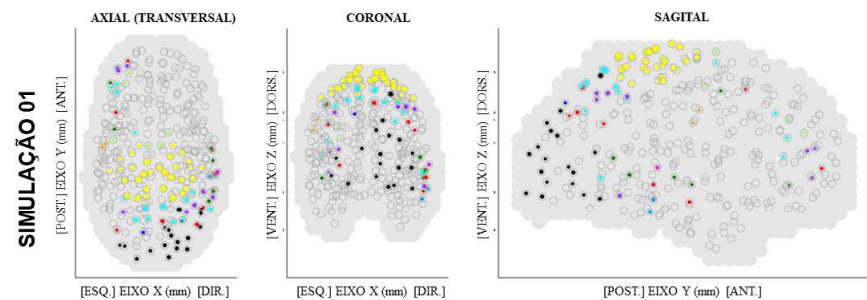 AXIAL (TRANSVERSAL)
CORONAL
SAGITAL
SIMULAÇÃO 01
[POST.] EIXO Y (mm) [ANT.]
[ESQ.] EIXO X (mm) [DIR.]
[VENT.] EIXO Z (mm) [DORS.]
[ESQ.] EIXO X (mm) [DIR.]
[VENT.] EIXO Z (mm) [DORS.]
[POST.] EIXO Y (mm) [ANT.]